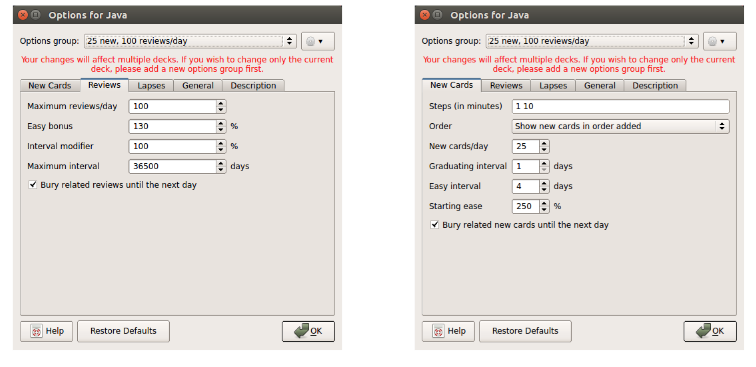 Options for Java
Options group: 25 new, 100 reviews/day
Your changes will affect multiple decks. If you wish to change only the current
deck, please add a new options group first.
New Cards Reviews Lapses General Description
Maximum reviews/day 100
Easy bonus 130 %
Interval modifier 100 %
Maximum interval 36500 days
Bury related reviews until the next day
Help Restore Defaults OK
Options for Java
Options group: 25 new, 100 reviews/day
Your changes will affect multiple decks. If you wish to change only the current
deck, please add a new options group first.
New Cards Reviews Lapses General Description
Steps (in minutes) 1 10
Order Show new cards in order added
New cards/day 25
Graduating interval 1 days
Easy interval 4 days
Starting ease 250 %
Bury related new cards until the next day
Help Restore Defaults OK